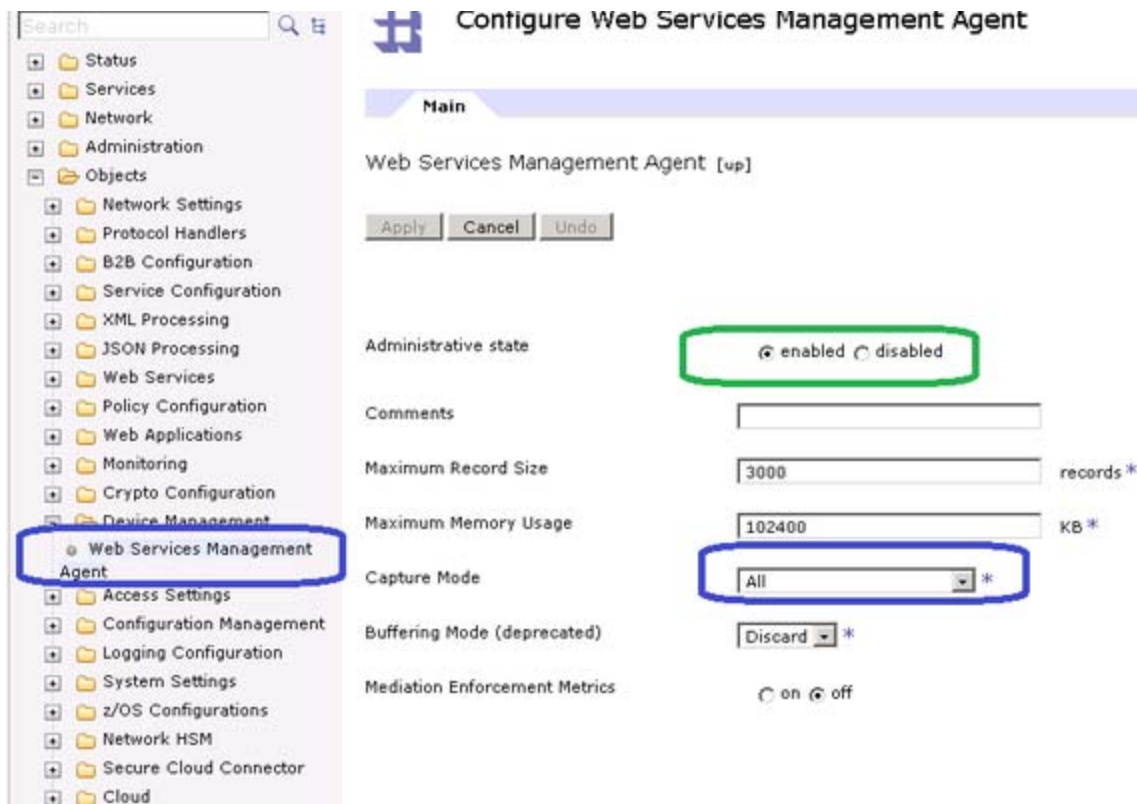 Search
Status
Services
Network
Administration
Objects
Network Settings
Protocol Handlers
B2B Configuration
Service Configuration
XML Processing
JSON Processing
Web Services
Policy Configuration
Web Applications
Monitoring
Crypto Configuration
Device Management
Web Services Management
Agent
Access Settings
Configuration Management
Logging Configuration
System Settings
z/OS Configurations
Network HSM
Secure Cloud Connector
Cloud
Configure Web Services Management Agent
Main
Web Services Management Agent [up]
Apply Cancel Undo
Administrative state enabled disabled
Comments
Maximum Record Size 3000 records *
Maximum Memory Usage 102400 KB *
Capture Mode All *
Buffering Mode (deprecated) Discard *
Mediation Enforcement Metrics on off